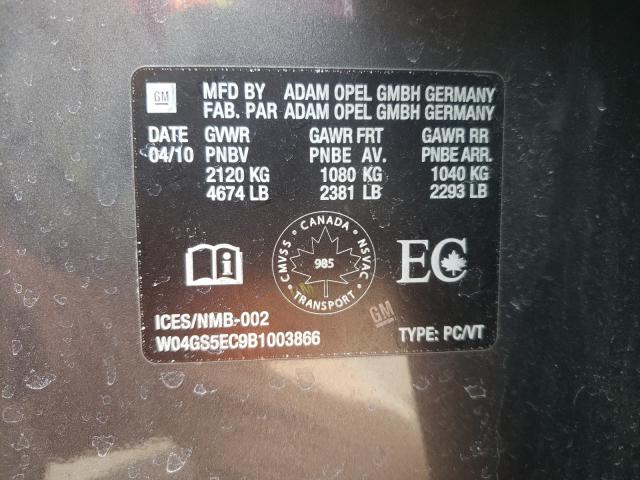 GM MFD BY ADAM OPEL GMBH GERMANY
FAB. PAR ADAM OPEL GMBH GERMANY
DATE GVWR GAWR FRT GAWR RR
04/10 PNBV PNBE AV. PNBE ARR.
2120 KG 1080 KG 1040 KG
4674 LB 2381 LB 2293 LB
CANADA
CMVSS 985 NSVAC
TRANSPORT
i
EC
GM
ICES/NMB-002
W04GS5EC9B1003866 TYPE: PC/VT